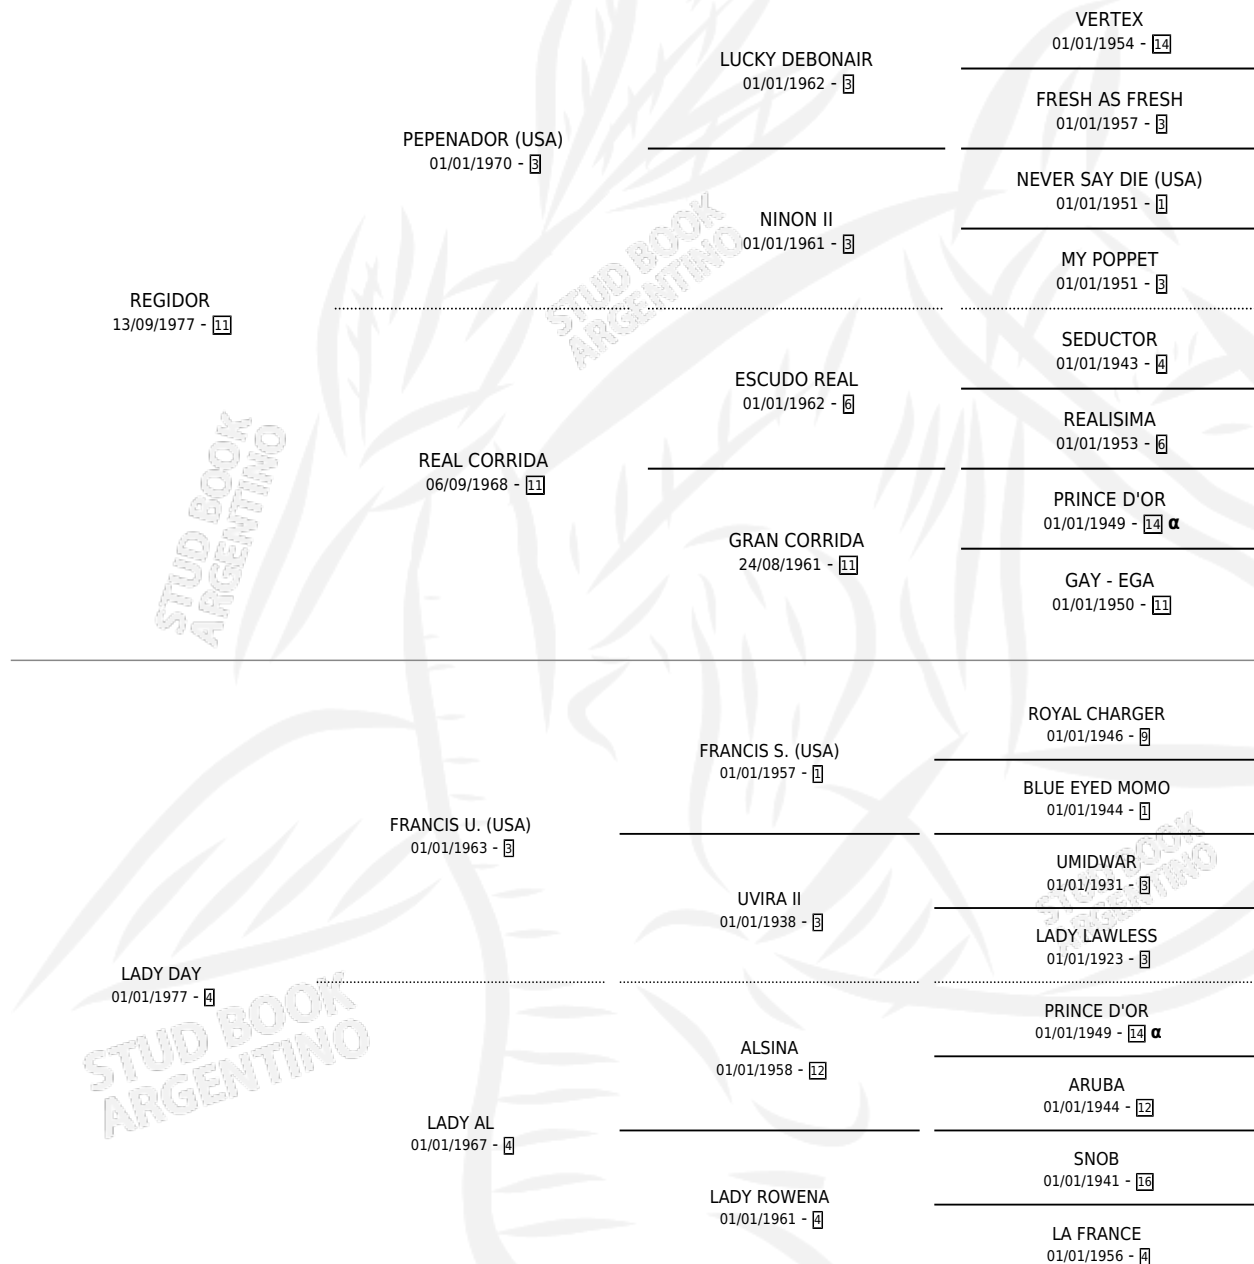 VERTEX
01/01/1954 - 14
LUCKY DEBONAIR
01/01/1962 - 3
FRESH AS FRESH
01/01/1957 - 3
PEPENADOR (USA)
01/01/1970 - 3
NEVER SAY DIE (USA)
01/01/1951 - 1
NINON II
01/01/1961 - 3
MY POPPET
01/01/1951 - 3
REGIDOR
13/09/1977 - 11
SEDUCTOR
01/01/1943 - 4
ESCUDO REAL
01/01/1962 - 6
REALISIMA
01/01/1953 - 6
REAL CORRIDA
06/09/1968 - 11
PRINCE D'OR
01/01/1949 - 14 α
GRAN CORRIDA
24/08/1961 - 11
GAY - EGA
01/01/1950 - 11
ROYAL CHARGER
01/01/1946 - 9
FRANCIS S. (USA)
01/01/1957 - 1
BLUE EYED MOMO
01/01/1944 - 1
FRANCIS U. (USA)
01/01/1963 - 3
UMIDWAR
01/01/1931 - 3
UVIRA II
01/01/1938 - 3
LADY LAWLESS
01/01/1923 - 3
LADY DAY
01/01/1977 - 4
PRINCE D'OR
01/01/1949 - 14 α
ALSINA
01/01/1958 - 12
ARUBA
01/01/1944 - 12
LADY AL
01/01/1967 - 4
SNOB
01/01/1941 - 16
LADY ROWENA
01/01/1961 - 4
LA FRANCE
01/01/1956 - 4
STUD BOOK
ARGENTINO
STUD BOOK
ARGENTINO
STUD BOOK
ARGENTINO
STUD BOOK
ARGENTINO